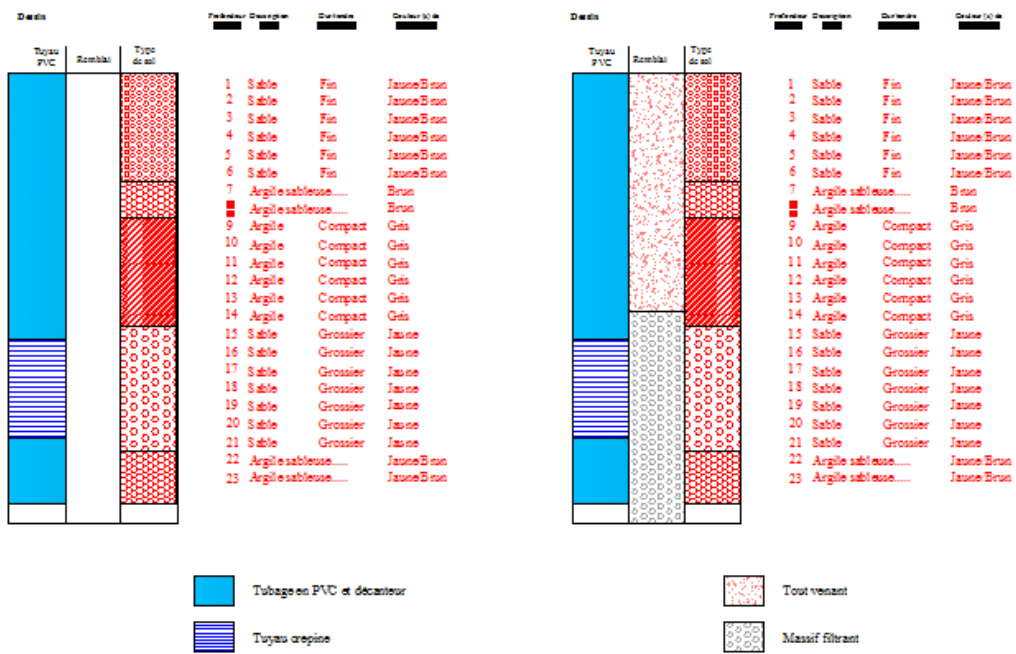 Dessin
Profondeur Description Dureté/tendre Couleur (s) de
Tuyau PVC Remblai Type de sol
1 Sable Fin Jaune/Brun
2 Sable Fin Jaune/Brun
3 Sable Fin Jaune/Brun
4 Sable Fin Jaune/Brun
5 Sable Fin Jaune/Brun
6 Sable Fin Jaune/Brun
7 Argile sableuse..... Brun
Argile sableuse..... Brun
9 Argile Compact Gris
10 Argile Compact Gris
11 Argile Compact Gris
12 Argile Compact Gris
13 Argile Compact Gris
14 Argile Compact Gris
15 Sable Grossier Jaune
16 Sable Grossier Jaune
17 Sable Grossier Jaune
18 Sable Grossier Jaune
19 Sable Grossier Jaune
20 Sable Grossier Jaune
21 Sable Grossier Jaune
22 Argile sableuse..... Jaune/Brun
23 Argile sableuse..... Jaune/Brun
Tubage en PVC et décanteur
Tuyau crepine
Dessin
Profondeur Description Couleur (s) de
Tuyau PVC Remblai Type de sol
1 Sable Fin Jaune/Brun
2 Sable Fin Jaune/Brun
3 Sable Fin Jaune/Brun
4 Sable Fin Jaune/Brun
5 Sable Fin Jaune/Brun
6 Sable Fin Jaune/Brun
7 Argile sableuse..... Brun
Argile sableuse..... Brun
9 Argile Compact Gris
10 Argile Compact Gris
11 Argile Compact Gris
12 Argile Compact Gris
13 Argile Compact Gris
14 Argile Compact Gris
15 Sable Grossier Jaune
16 Sable Grossier Jaune
17 Sable Grossier Jaune
18 Sable Grossier Jaune
19 Sable Grossier Jaune
20 Sable Grossier Jaune
21 Sable Grossier Jaune
22 Argile sableuse..... Jaune/Brun
23 Argile sableuse..... Jaune/Brun
Tout venant
Massif filtrant